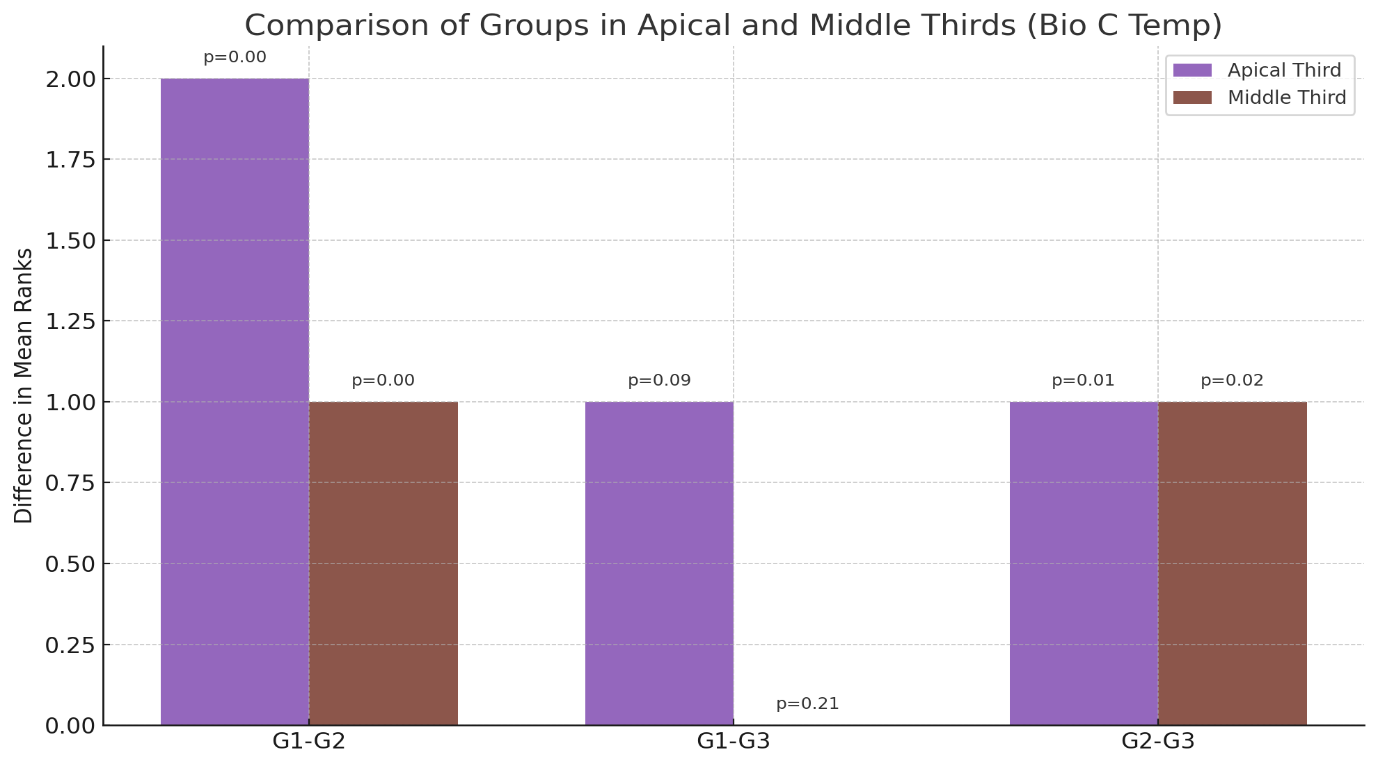 Comparison of Groups in Apical and Middle Thirds (Bio C Temp)
p=0.00
Apical Third
Middle Third
2.00
1.75
1.50
1.25
1.00
0.75
0.50
0.25
0.00
Difference in Mean Ranks
p=0.00
p=0.09
p=0.01
p=0.02
p=0.21
G1-G2
G1-G3
G2-G3